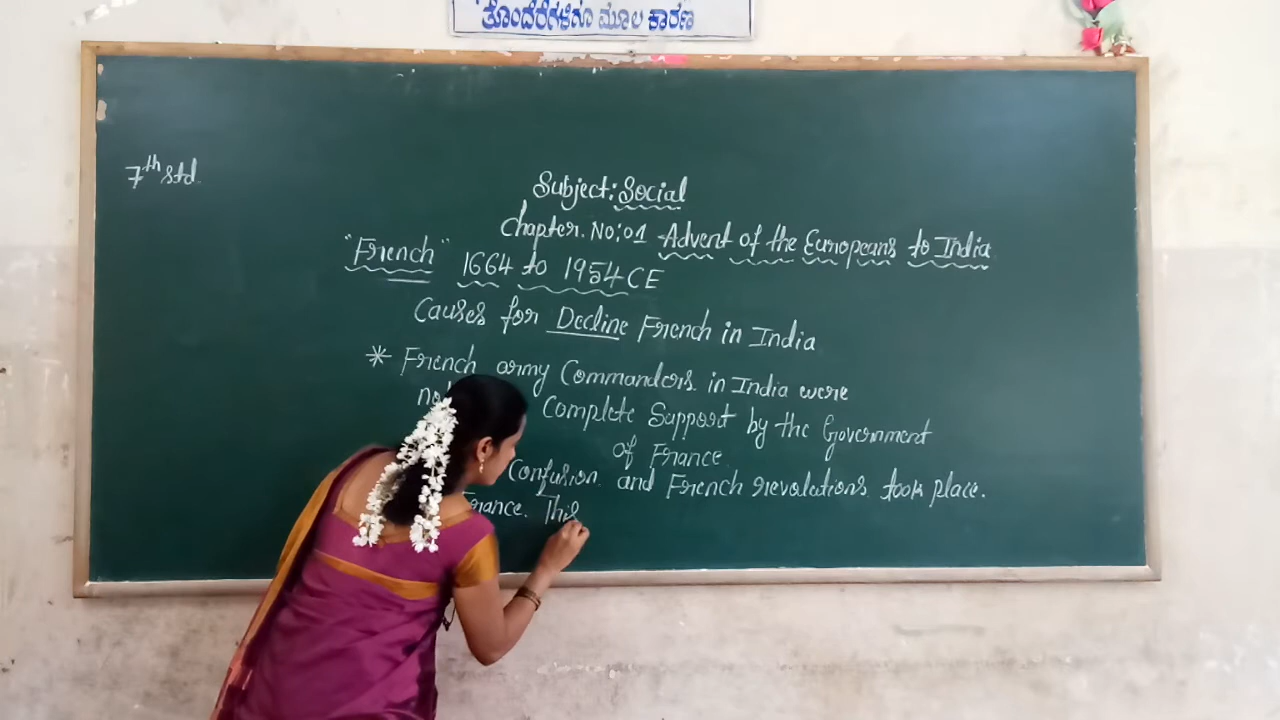 ತೊಂದರೆಗಳಿಗೂ ಮೂಲ ಕಾರಣ
7th std.
Subject: Social
Chapter. No: 01 Advent of the Europeans to India
"French" 1664 to 1954 CE
Causes for Decline French in India
* French army Commanders in India were
Complete Support by the Government
of France
Confusion and French revolutions took place.
France. This